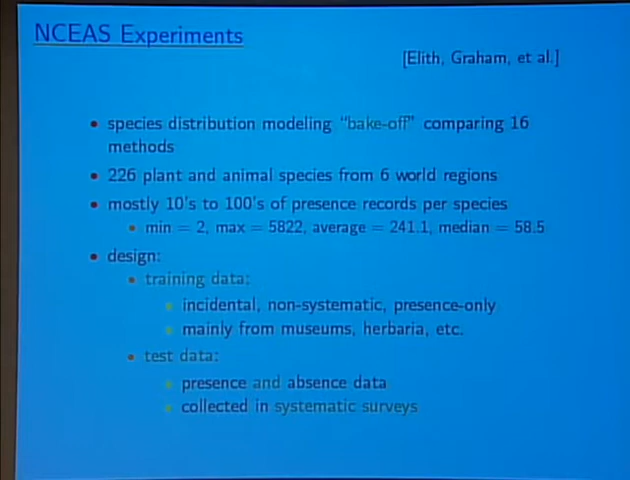 NCEAS Experiments
[Elith, Graham, et al.]
• species distribution modeling "bake-off" comparing 16
methods
• 226 plant and animal species from 6 world regions
• mostly 10's to 100's of presence records per species
• min = 2, max = 5822, average = 241.1, median = 58.5
• design:
• training data:
• incidental, non-systematic, presence-only
• mainly from museums, herbaria, etc.
• test data:
• presence and absence data
• collected in systematic surveys